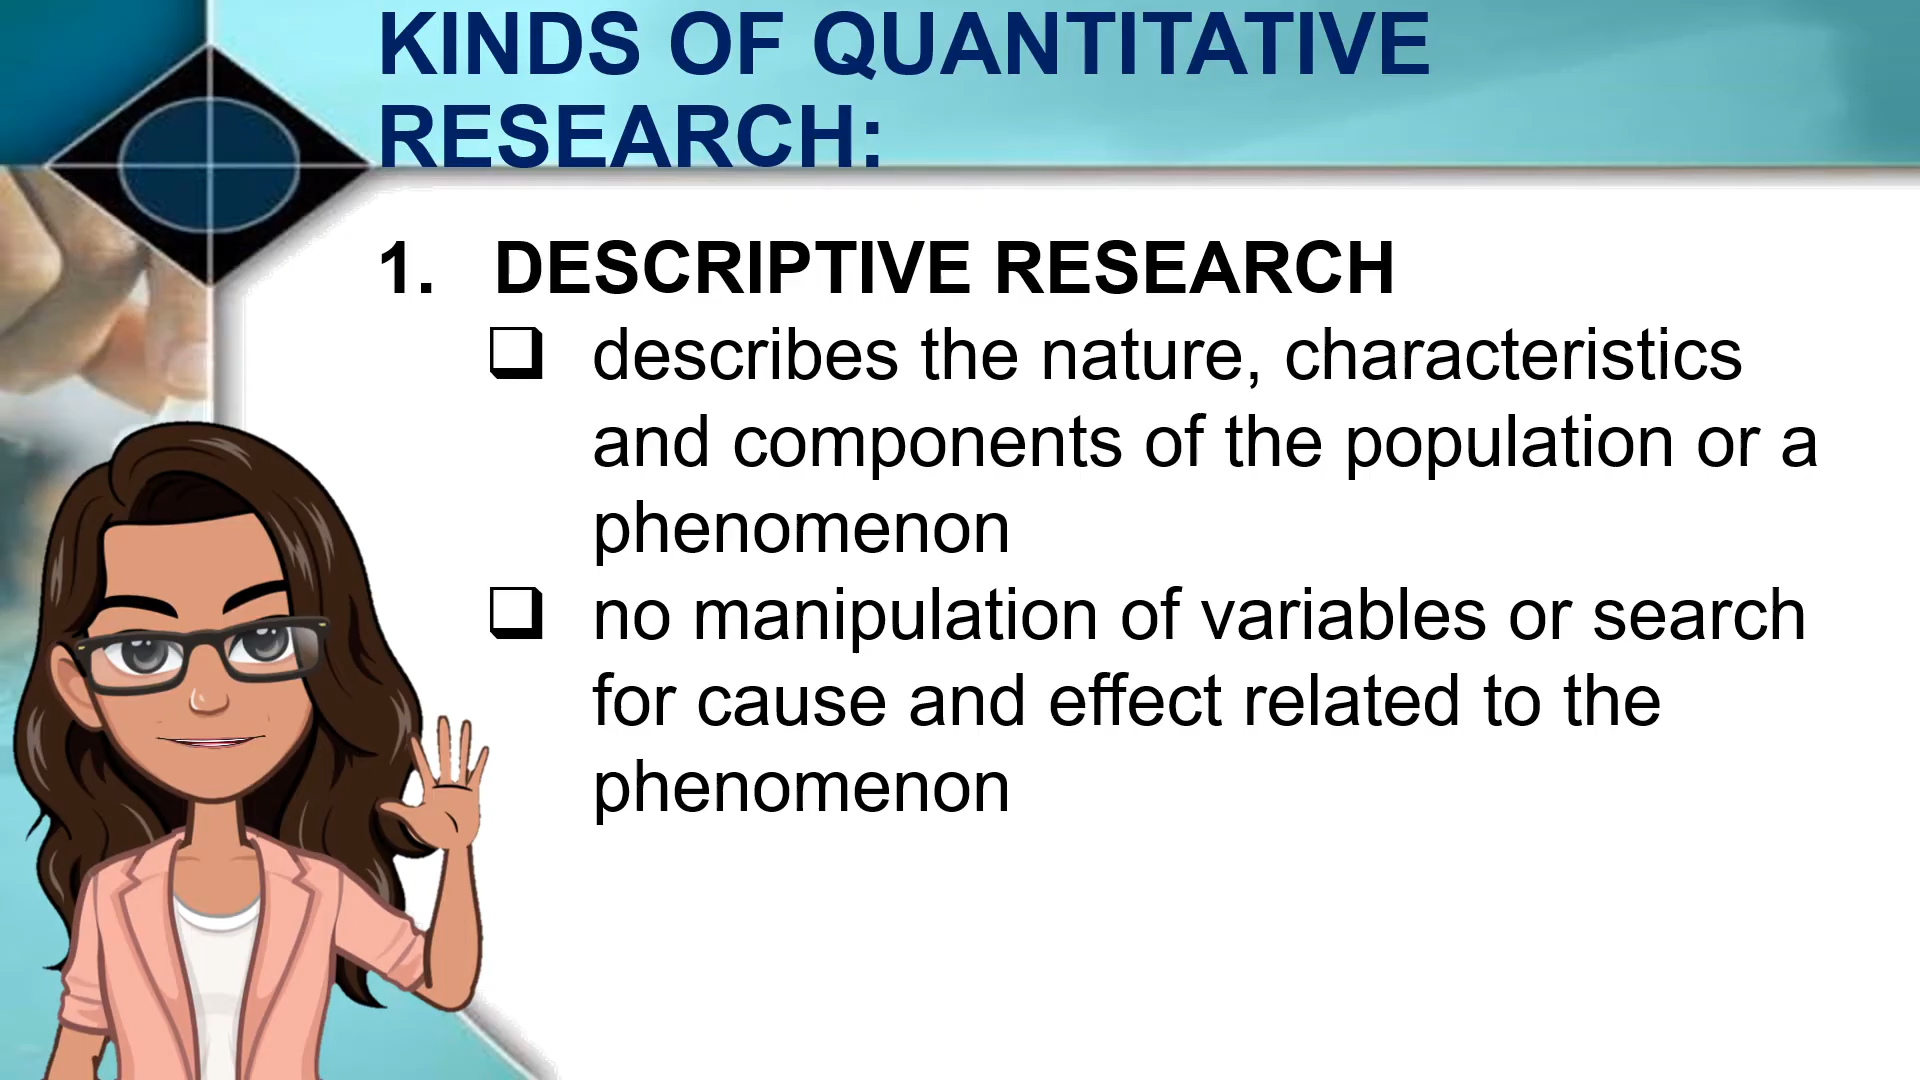 KINDS OF QUANTITATIVE
RESEARCH:
1. DESCRIPTIVE RESEARCH
❑ describes the nature, characteristics
and components of the population or a
phenomenon
❑ no manipulation of variables or search
for cause and effect related to the
phenomenon